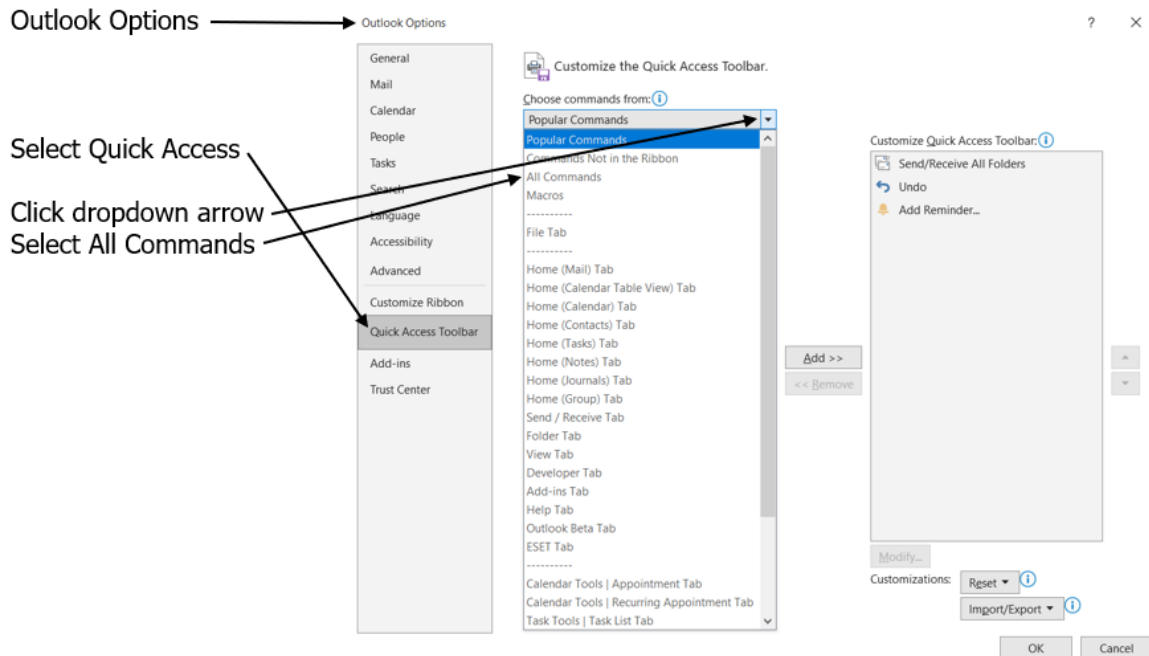 Outlook Options
Outlook Options
?
General
Mail
Calendar
People
Tasks
Search
Language
Accessibility
Advanced
Customize Ribbon
Quick Access Toolbar
Add-ins
Trust Center
Select Quick Access
Click dropdown arrow
Select All Commands
Customize the Quick Access Toolbar.
Choose commands from:
Popular Commands
Popular Commands
Commands Not in the Ribbon
All Commands
Macros
----------
File Tab
----------
Home (Mail) Tab
Home (Calendar Table View) Tab
Home (Calendar) Tab
Home (Contacts) Tab
Home (Tasks) Tab
Home (Notes) Tab
Home (Journals) Tab
Home (Group) Tab
Send / Receive Tab
Folder Tab
View Tab
Developer Tab
Add-ins Tab
Help Tab
Outlook Beta Tab
ESET Tab
----------
Calendar Tools | Appointment Tab
Calendar Tools | Recurring Appointment Tab
Task Tools | Task List Tab
Add >>
<< Remove
Customize Quick Access Toolbar:
Send/Receive All Folders
Undo
Add Reminder...
Modify...
Customizations:
Reset
Import/Export
OK
Cancel